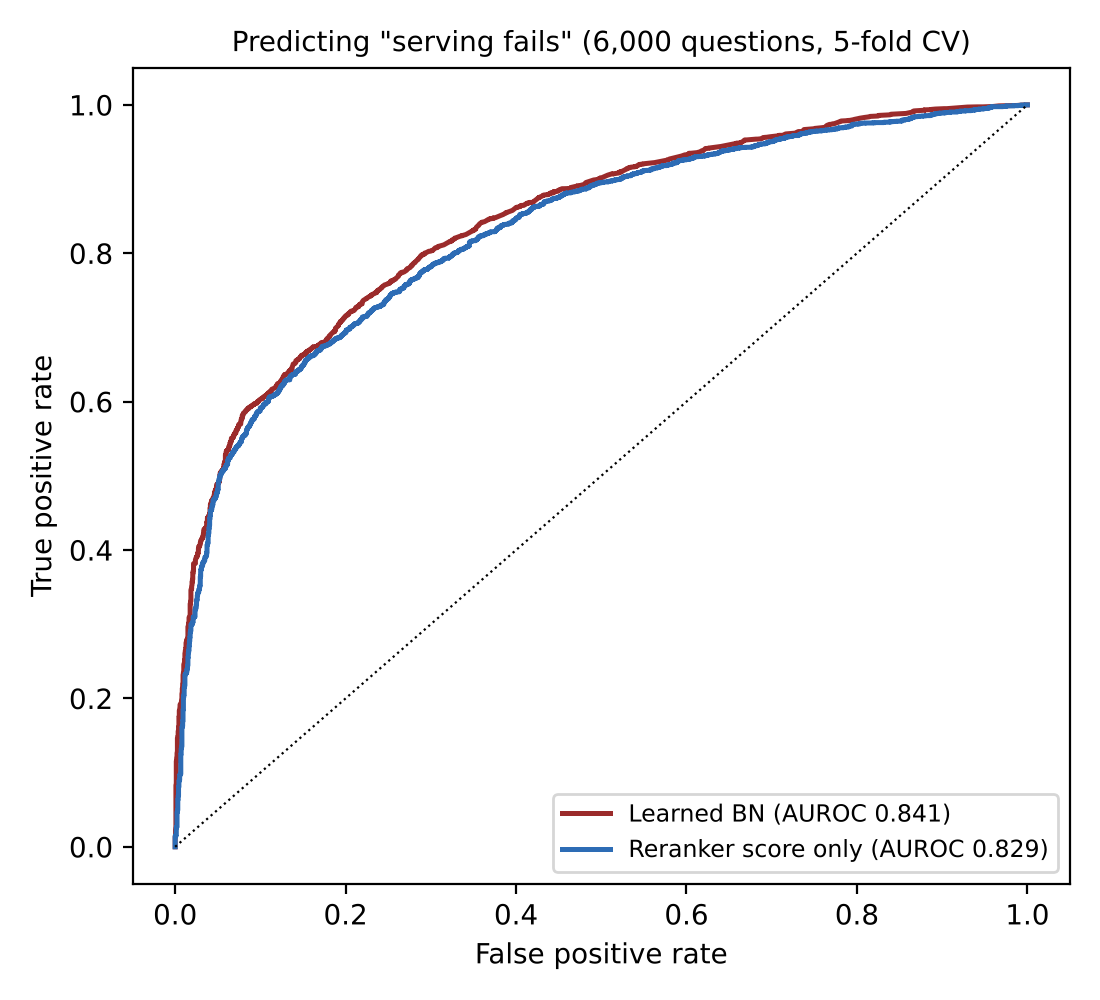 Predicting "serving fails" (6,000 questions, 5-fold CV)
True positive rate
1.0
0.8
0.6
0.4
0.2
0.0
Learned BN (AUROC 0.841)
Reranker score only (AUROC 0.829)
0.0 0.2 0.4 0.6 0.8 1.0
False positive rate